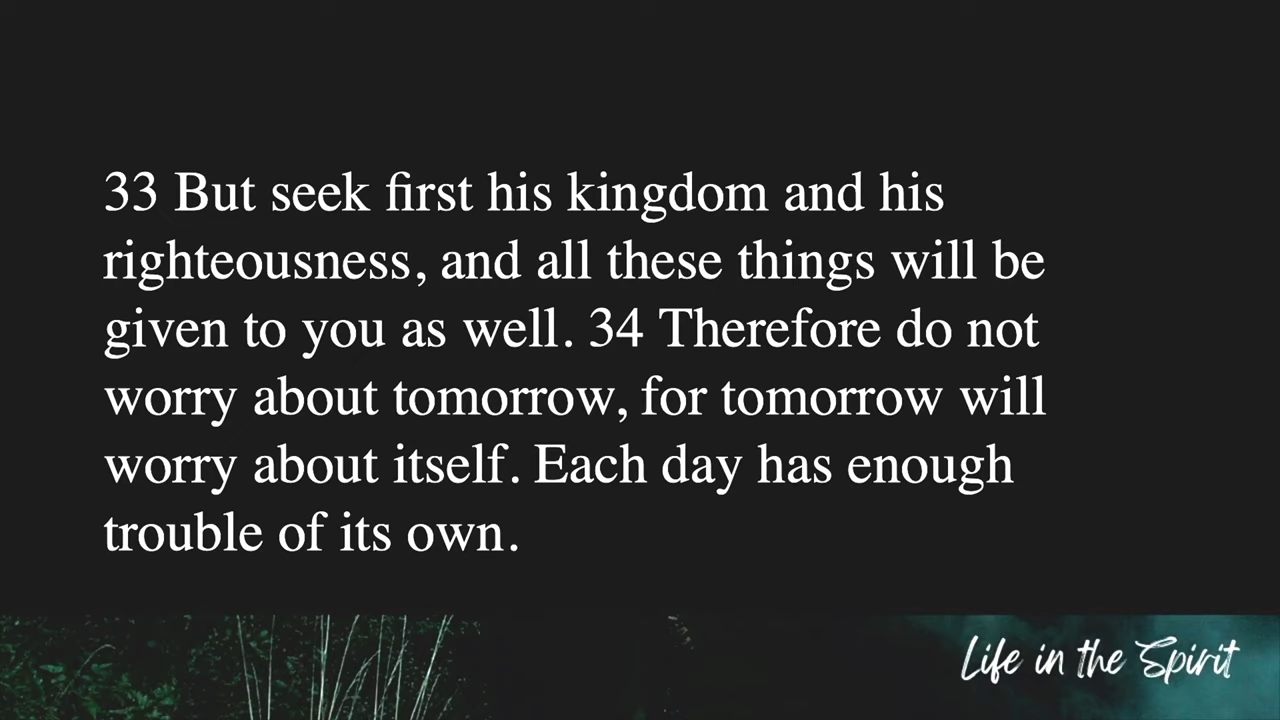 33 But seek first his kingdom and his
righteousness, and all these things will be
given to you as well. 34 Therefore do not
worry about tomorrow, for tomorrow will
worry about itself. Each day has enough
trouble of its own.
Life in the Spirit